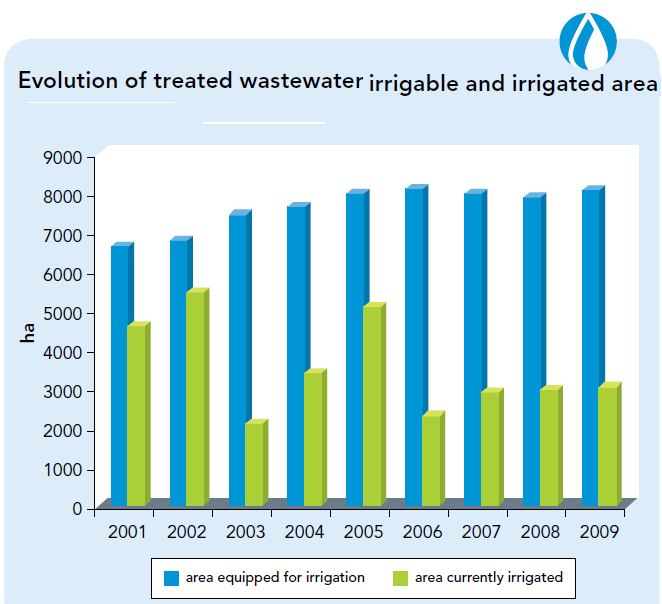 Evolution of treated wastewater irrigable and irrigated area
9000
8000
7000
6000
5000
4000
3000
2000
1000
0
ha
2001 2002 2003 2004 2005 2006 2007 2008 2009
area equipped for irrigation area currently irrigated